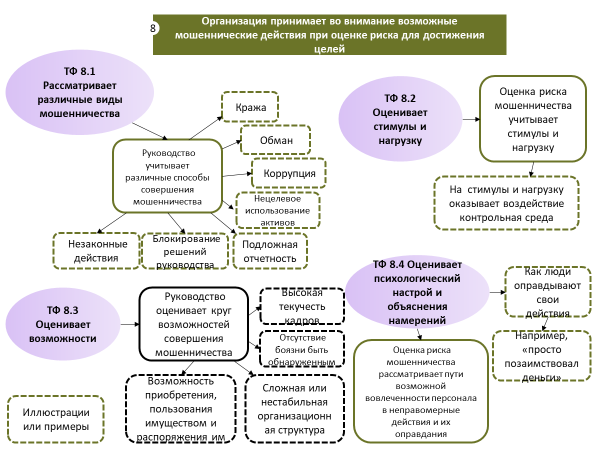 8
Организация принимает во внимание возможные
мошеннические действия при оценке риска для достижения
целей
ТФ 8.1
Рассматривает
различные виды
мошенничества
Руководство
учитывает
различные способы
совершения
мошенничества
Кража
Обман
Коррупция
Нецелевое
использование
активов
Незаконные
действия
Блокирование
решений
руководства
Подложная
отчетность
ТФ 8.2
Оценивает
стимулы и
нагрузку
Оценка риска
мошенничества
учитывает
стимулы и
нагрузку
На стимулы и нагрузку
оказывает воздействие
контрольная среда
ТФ 8.3
Оценивает
возможности
Руководство
оценивает круг
возможностей
совершения
мошенничества
Высокая
текучесть
кадров
Отсутствие
боязни быть
обнаруженным
Возможность
приобретения,
пользования
имуществом и
распоряжения им
Сложная или
нестабильная
организационн
ая структура
Иллюстрации
или примеры
ТФ 8.4 Оценивает
психологический
настрой и
объяснения
намерений
Как люди
оправдывают
свои
действия
Например,
«просто
позаимствовал
деньги»
Оценка риска
мошенничества
рассматривает пути
возможной
вовлеченности персонала
в неправомерные
действия и их
оправдания